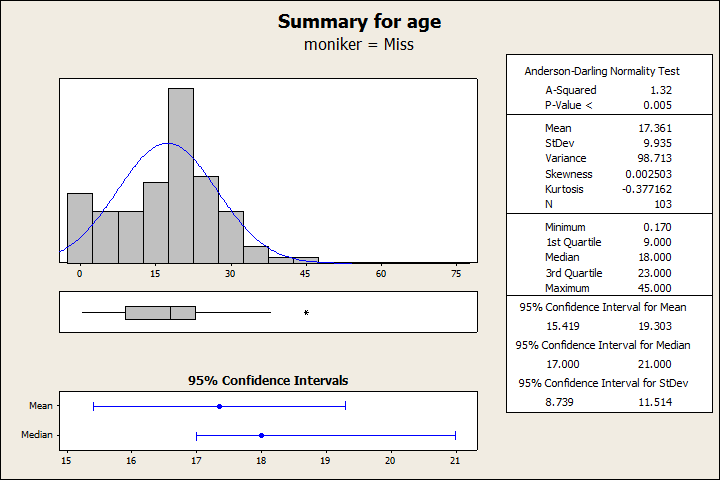 Summary for age
moniker = Miss
0 15 30 45 60 75
95% Confidence Intervals
Mean
Median
15 16 17 18 19 20 21
Anderson-Darling Normality Test
A-Squared 1.32
P-Value < 0.005
Mean 17.361
StDev 9.935
Variance 98.713
Skewness 0.002503
Kurtosis -0.377162
N 103
Minimum 0.170
1st Quartile 9.000
Median 18.000
3rd Quartile 23.000
Maximum 45.000
95% Confidence Interval for Mean
15.419 19.303
95% Confidence Interval for Median
17.000 21.000
95% Confidence Interval for StDev
8.739 11.514